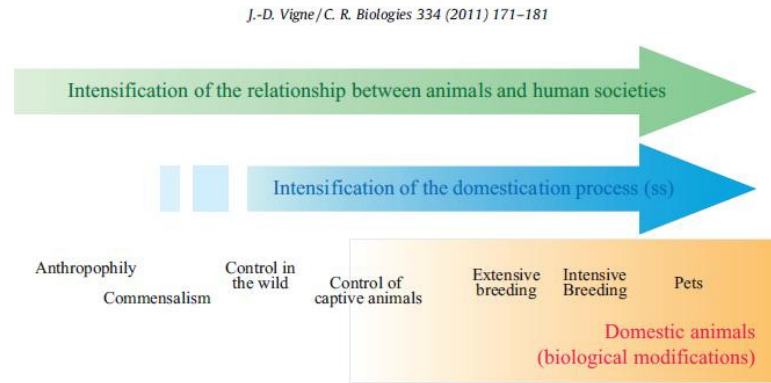 J.-D. Vigne / C. R. Biologies 334 (2011) 171–181
Intensification of the relationship between animals and human societies
Intensification of the domestication process (ss)
Anthropophily
Commensalism
Control in
the wild
Control of
captive animals
Extensive
breeding
Intensive
Breeding
Pets
Domestic animals
(biological modifications)